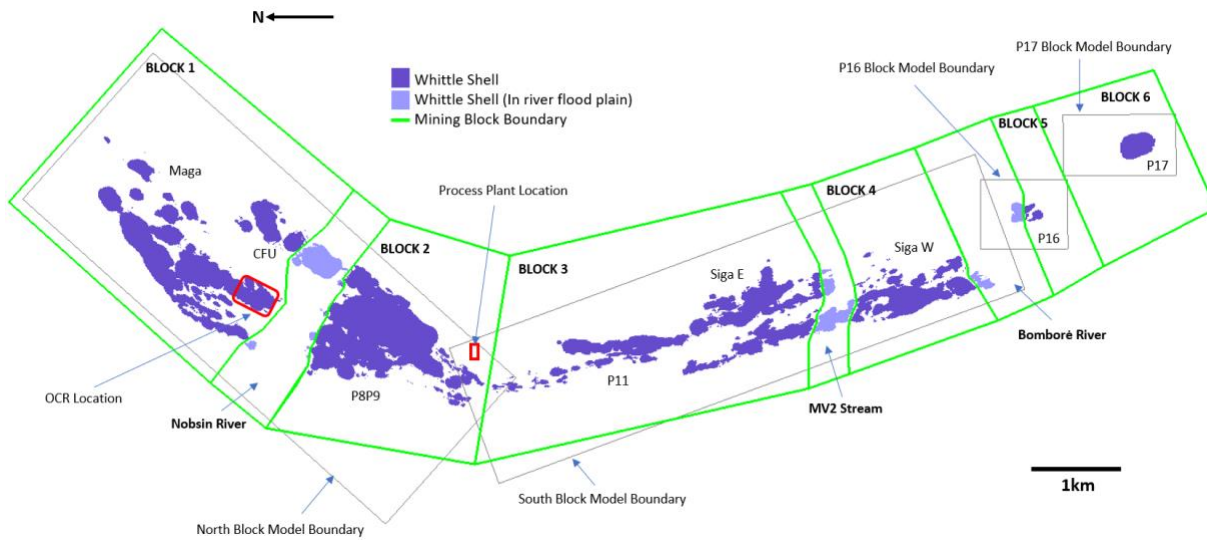 N
P17 Block Model Boundary
P16 Block Model Boundary
BLOCK 1
Whittle Shell
Whittle Shell (In river flood plain)
Mining Block Boundary
BLOCK 6
BLOCK 5
Maga
Process Plant Location
P17
BLOCK 4
CFU
BLOCK 2
P16
Siga W
BLOCK 3
Siga E
Bomborè River
P11
P8P9
OCR Location
MV2 Stream
Nobsin River
1km
South Block Model Boundary
North Block Model Boundary